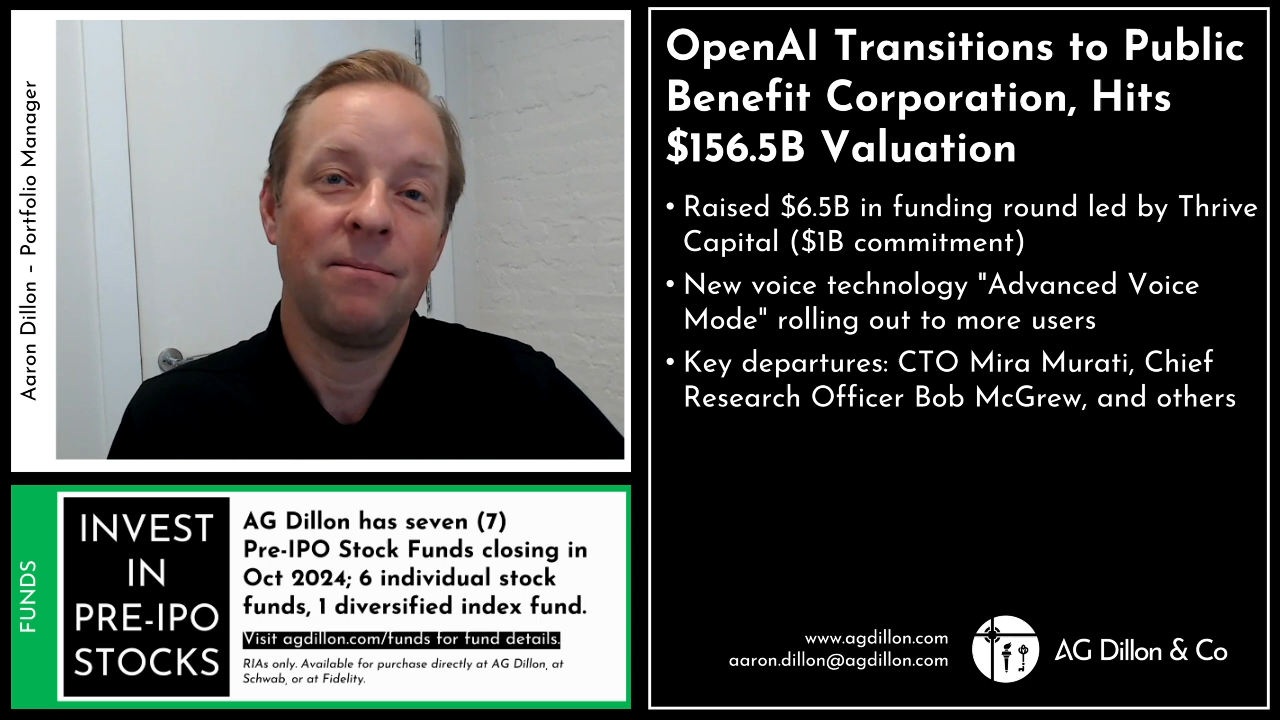 Aaron Dillon – Portfolio Manager
OpenAI Transitions to Public
Benefit Corporation, Hits
$156.5B Valuation
• Raised $6.5B in funding round led by Thrive
Capital ($1B commitment)
• New voice technology "Advanced Voice
Mode" rolling out to more users
• Key departures: CTO Mira Murati, Chief
Research Officer Bob McGrew, and others
FUNDS
INVEST
IN
PRE-IPO
STOCKS
AG Dillon has seven (7)
Pre-IPO Stock Funds closing in
Oct 2024; 6 individual stock
funds, 1 diversified index fund.
Visit agdillon.com/funds for fund details.
RIAs only. Available for purchase directly at AG Dillon, at
Schwab, or at Fidelity.
www.agdillon.com
aaron.dillon@agdillon.com
AG Dillon & Co